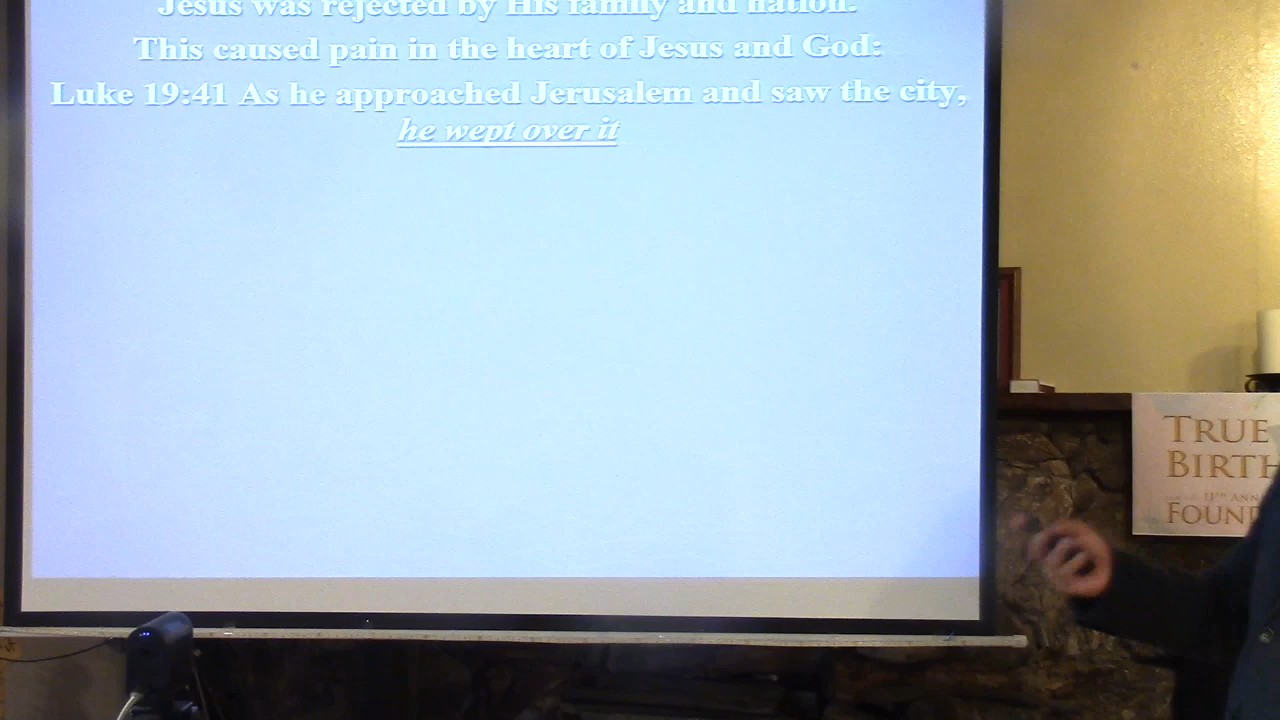 Jesus was rejected by His family and nation.
This caused pain in the heart of Jesus and God:
Luke 19:41 As he approached Jerusalem and saw the city,
he wept over it
TRUE
BIRTH
11TH ANN
FOUN